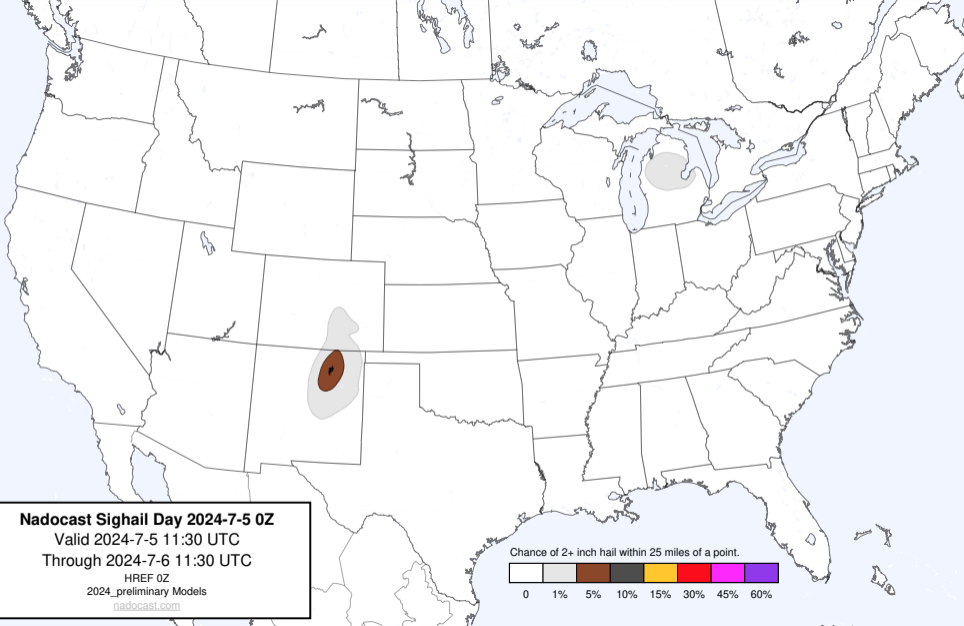 Nadocast Sighail Day 2024-7-5 0Z
Valid 2024-7-5 11:30 UTC
Through 2024-7-6 11:30 UTC
HREF 0Z
2024_preliminary Models
nadocast.com
Chance of 2+ inch hail within 25 miles of a point.
0 1% 5% 10% 15% 30% 45% 60%